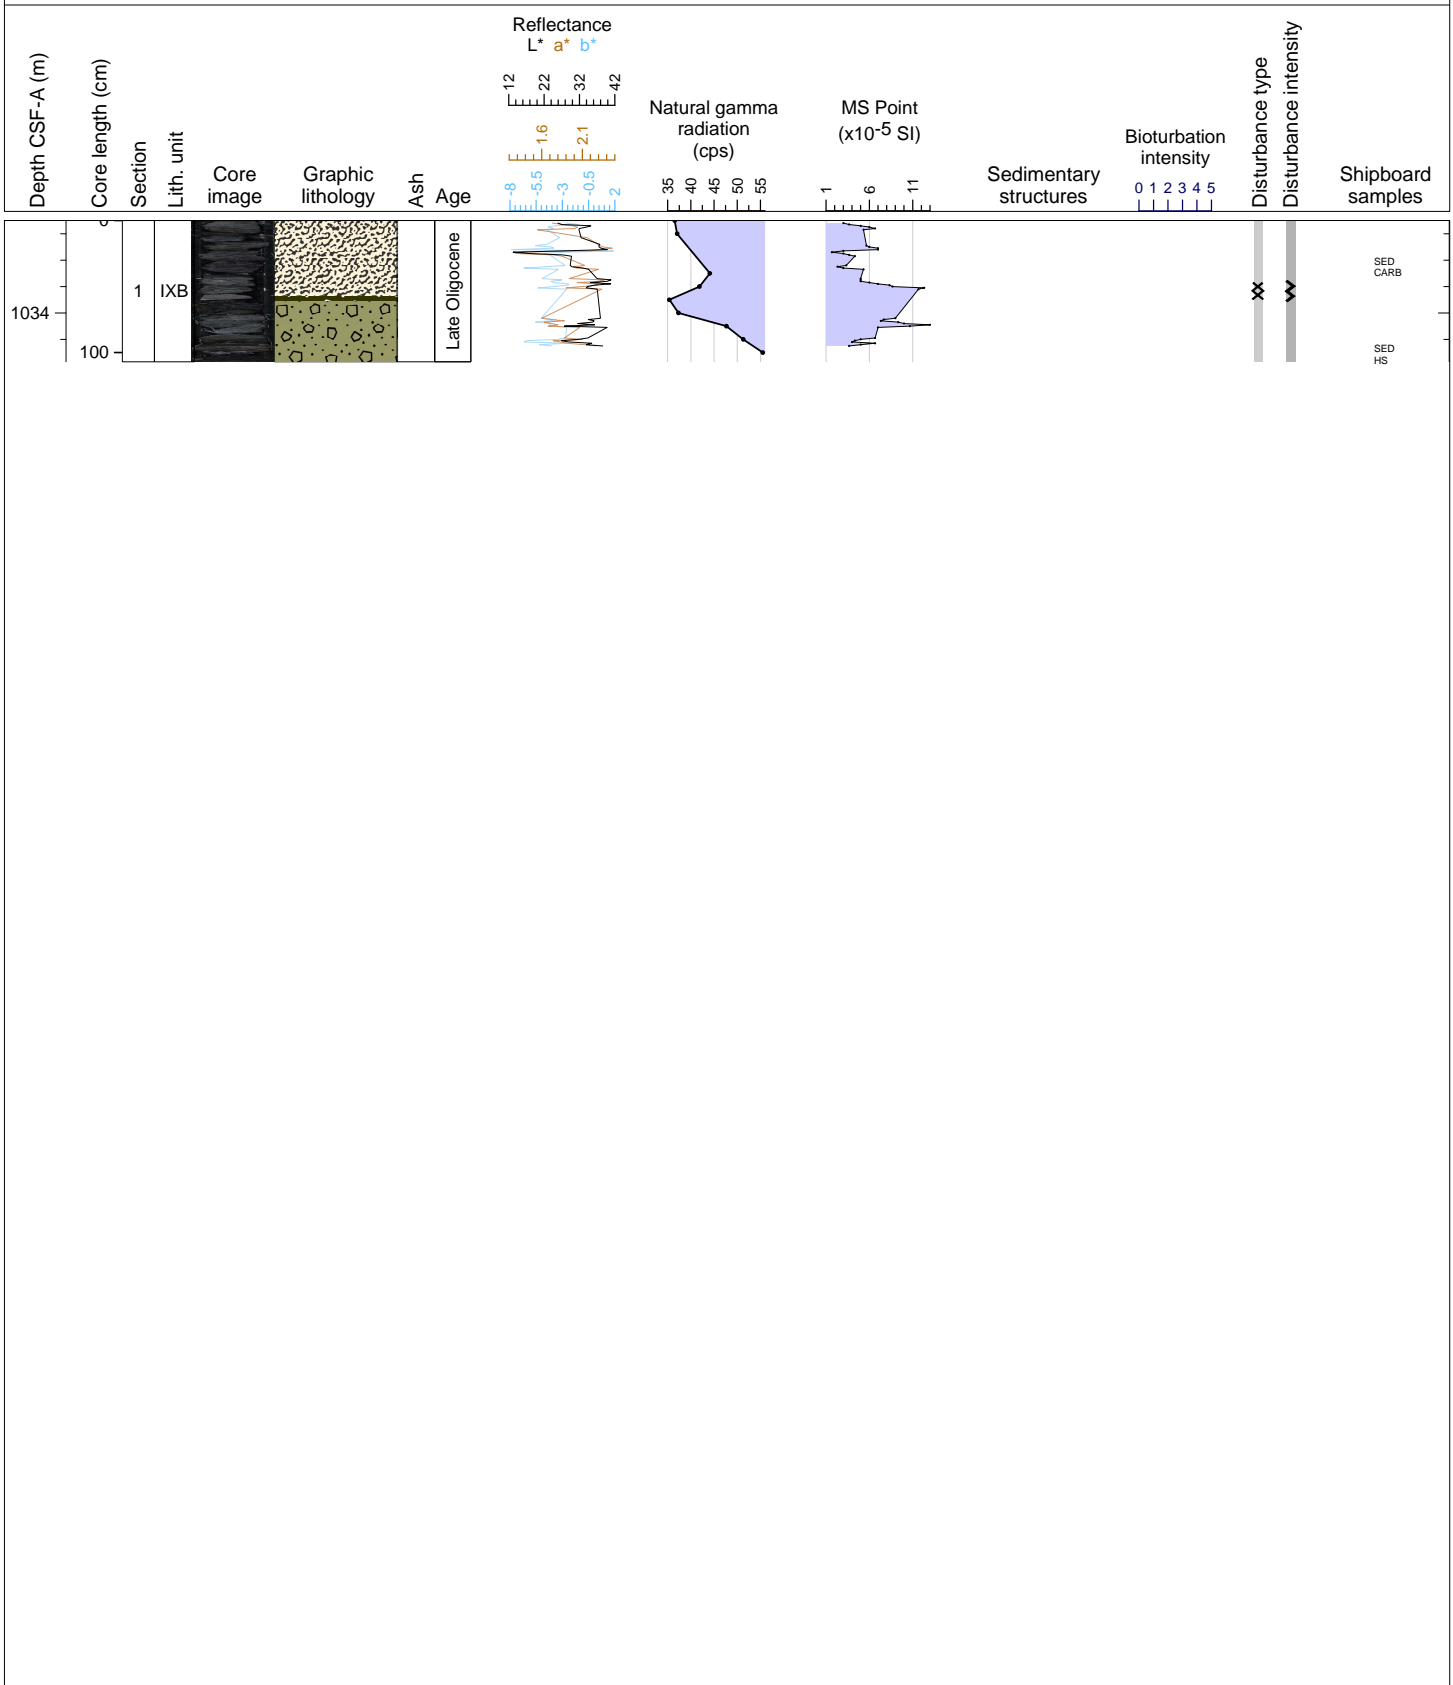 Depth CSF-A (m)
Core length (cm)
Section
Lith. unit
Core
image
Graphic
lithology
Ash
Age
Reflectance
L* a* b*
12 22 32 42
1.6 2.1
-8 -5.5 -3 -0.5 2
Natural gamma
radiation
(cps)
35 40 45 50 55
MS Point
(x10-5 SI)
1 6 11
Sedimentary
structures
Bioturbation
intensity
0 1 2 3 4 5
Disturbance type
Disturbance intensity
Shipboard
samples
0
1034
100
1
IXB
Late Oligocene
SED
CARB
SED
HS